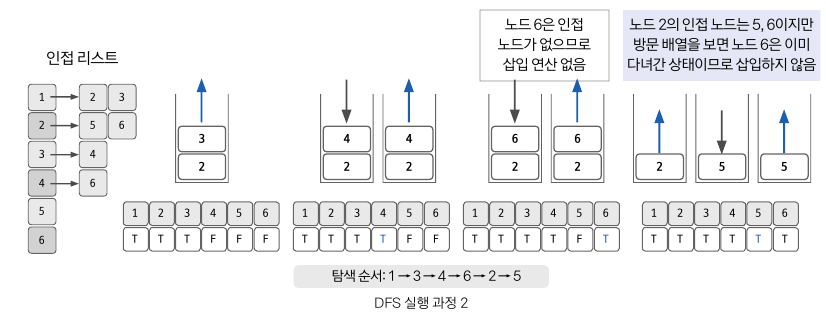 노드 6은 인접
노드가 없으므로
삽입 연산 없음
노드 2의 인접 노드는 5, 6이지만
방문 배열을 보면 노드 6은 이미
다녀간 상태이므로 삽입하지 않음
인접 리스트
1 2 3
2 5 6
3 4
4 6
5
6
3
2
4
2
4
2
6
2
6
2
2
5
5
1 2 3 4 5 6
T T T F F F
1 2 3 4 5 6
T T T T F F
1 2 3 4 5 6
T T T T F T
1 2 3 4 5 6
T T T T T T
탐색 순서: 1→3→4→6→2→5
DFS 실행 과정 2